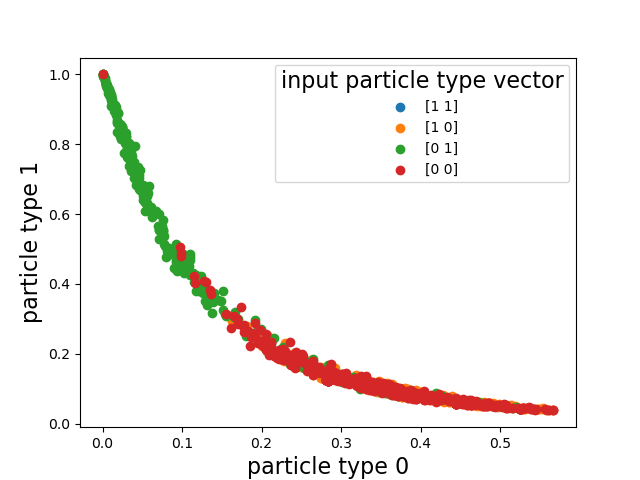 input particle type vector
[1 1]
[1 0]
[0 1]
[0 0]
particle type 1
1.0
0.8
0.6
0.4
0.2
0.0
0.0 0.1 0.2 0.3 0.4 0.5
particle type 0